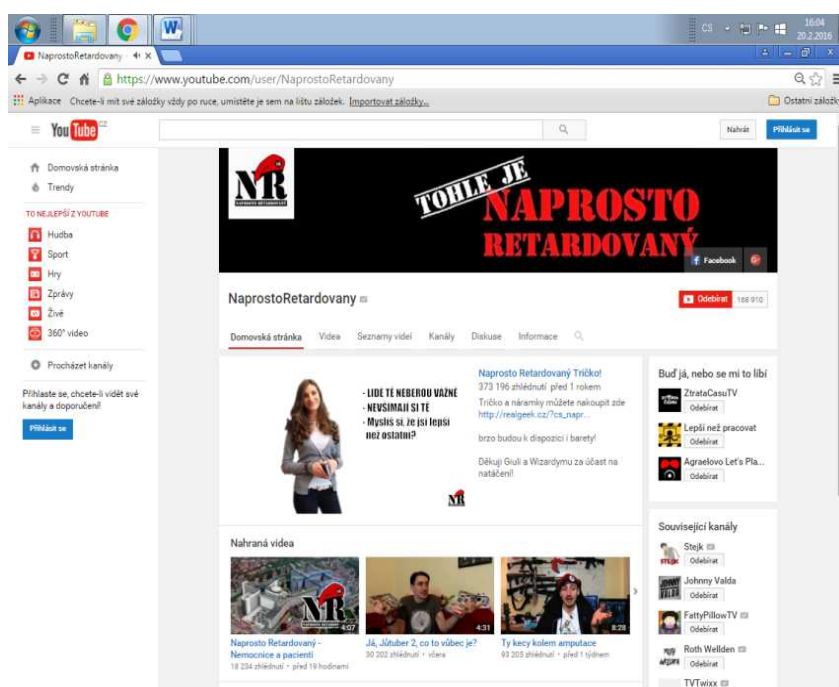 CS
16:04
20.2.2016
NaprostoRetardovany -
https://www.youtube.com/user/NaprostoRetardovany
Aplikace Chcete-li mít své záložky vždy po ruce, umístěte je sem na lištu záložek. Importovat záložky...
Ostatní záložk
YouTube CZ
Nahrát
Přihlásit se
Domovská stránka
Trendy
TO NEJLEPŠÍ Z YOUTUBE
Hudba
Sport
Hry
Zprávy
Živě
360° video
Procházet kanály
Přihlaste se, chcete-li vidět své
kanály a doporučení!
Přihlásit se
NR
NAPROSTO RETARDOVANÝ
TOHLE JE
NAPROSTO
RETARDOVANÝ
Facebook
NaprostoRetardovany
Odebírat 168 910
Domovská stránka Videa Seznamy videí Kanály Diskuse Informace
- LIDÉ TĚ NEBEROU VÁŽNĚ
- NEVŠÍMAJÍ SI TĚ
- Myslíš si, že jsi lepší
než ostatní?
NR
Naprosto Retardovaný Tričko!
373 196 zhlédnutí před 1 rokem
Tričko a náramky můžete nakoupit zde
http://realgeek.cz/?cs_napr...
brzo budou k dispozici i barety!
Děkuji Giuli a Wizardymu za účast na
natáčení!
Nahraná videa
NR
4:07
4:31
8:28
Naprosto Retardovaný -
Nemocnice a pacienti
18 234 zhlédnutí • před 19 hodinami
Já, Jůtuber 2, co to vůbec je?
30 202 zhlédnutí • včera
Ty kecy kolem amputace
93 205 zhlédnutí • před 1 týdnem
Buď já, nebo se mi to líbí
ZtrataCasuTV
Odebírat
Lepší než pracovat
Odebírat
Agraelovo Let's Pla...
Odebírat
Související kanály
Stejk
Odebírat
Johnny Valda
Odebírat
FattyPillowTV
Odebírat
Roth Wellden
Odebírat
TVTwixx